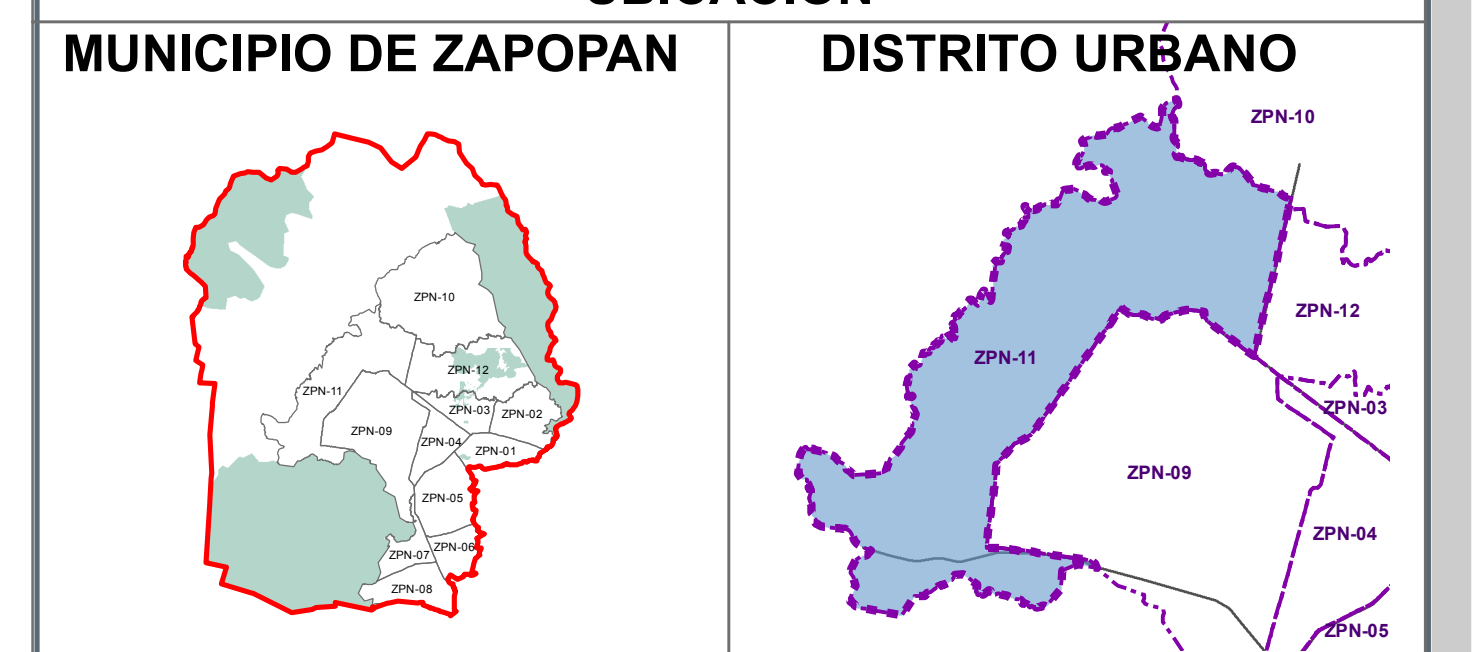 UBICACIÓN
MUNICIPIO DE ZAPOPAN
ZPN-10
ZPN-12
ZPN-11
ZPN-03
ZPN-02
ZPN-09
ZPN-04
ZPN-01
ZPN-05
ZPN-06
ZPN-07
ZPN-08
DISTRITO URBANO
ZPN-10
ZPN-12
ZPN-11
ZPN-03
ZPN-09
ZPN-04
ZPN-05